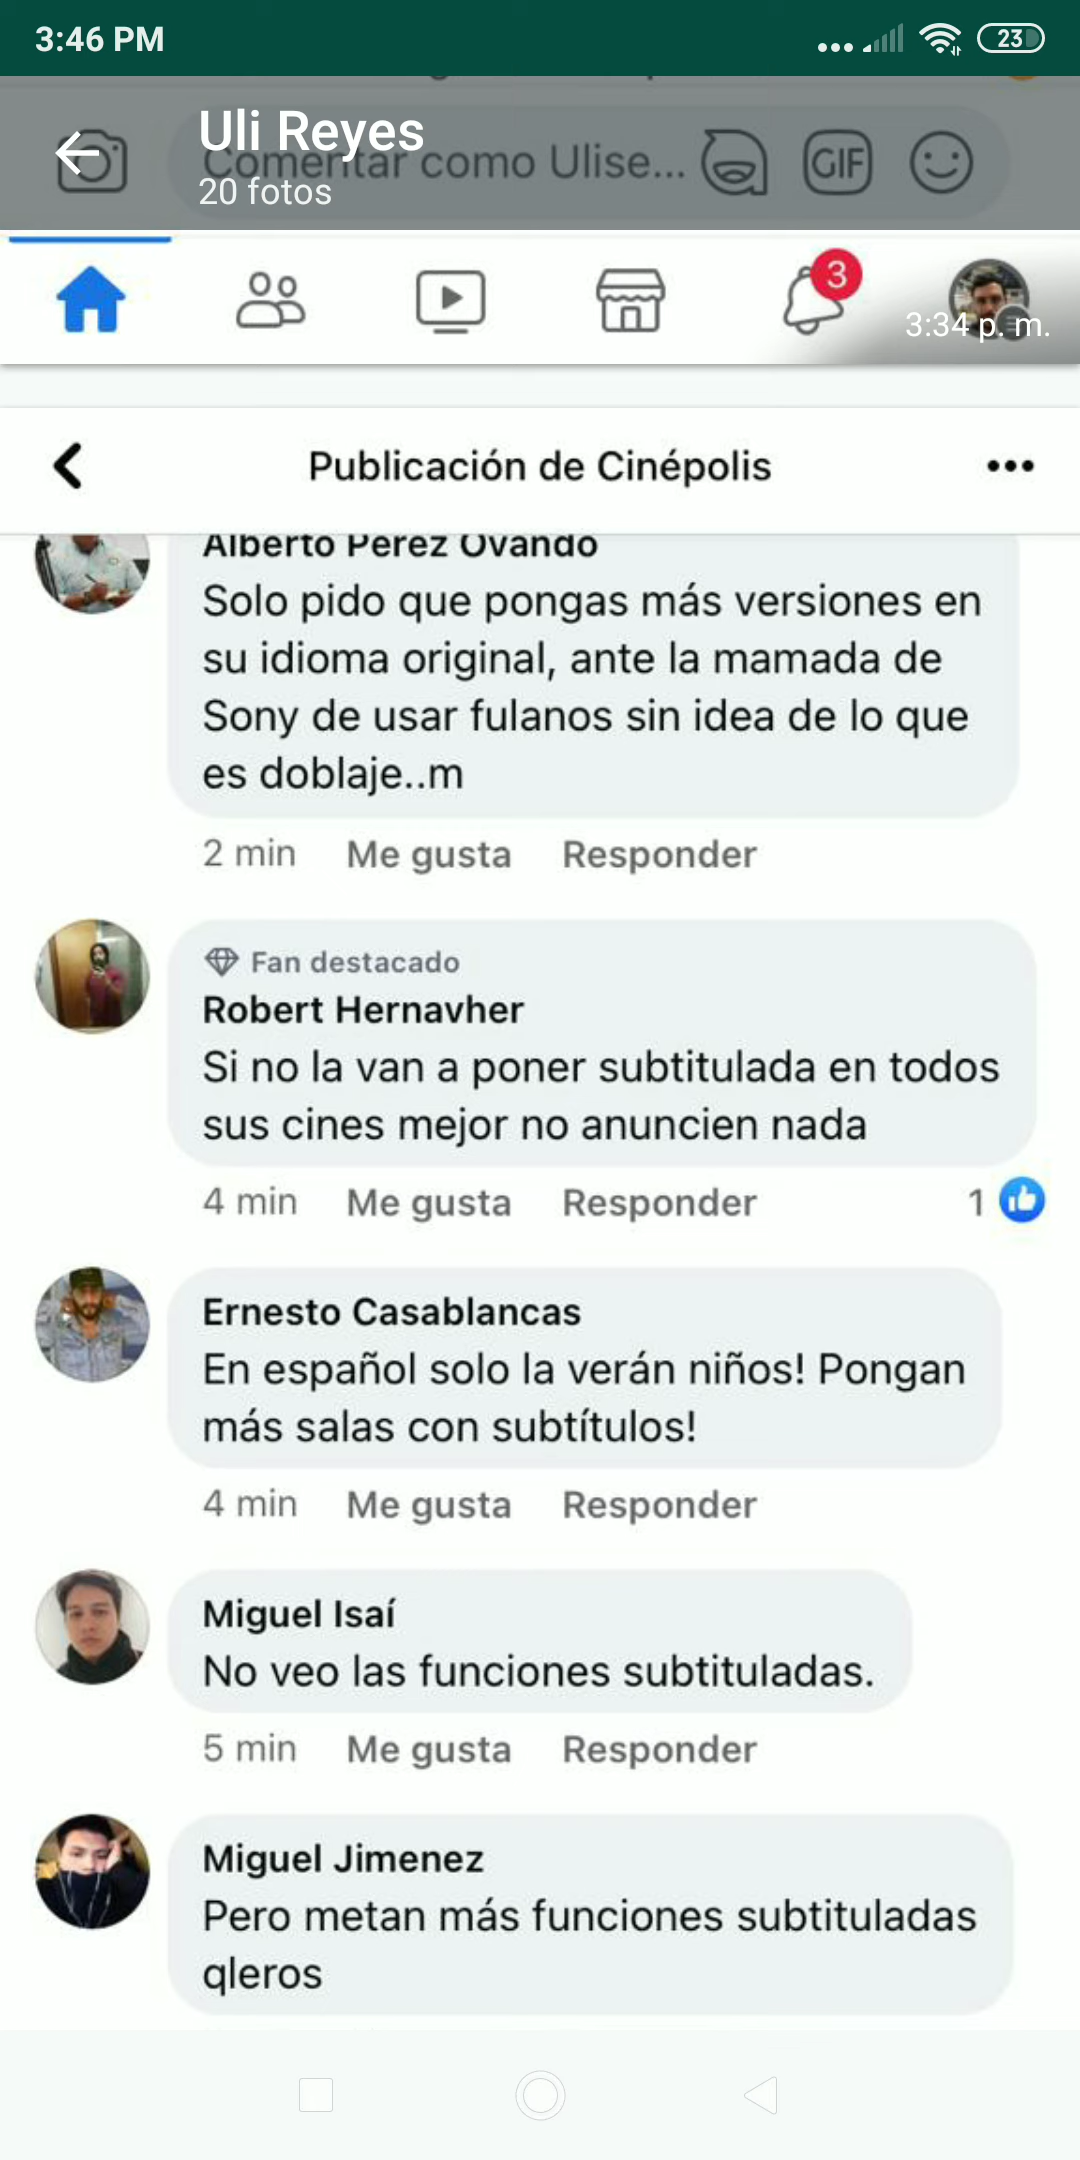 3:46 PM
23
Uli Reyes
Comentar como Ulise...
GIF
20 fotos
3
3:34 p. m.
Publicación de Cinépolis
Alberto Perez Ovando
Solo pido que pongas más versiones en
su idioma original, ante la mamada de
Sony de usar fulanos sin idea de lo que
es doblaje..m
2 min Me gusta Responder
Fan destacado
Robert Hernavher
Si no la van a poner subtitulada en todos
sus cines mejor no anuncien nada
4 min Me gusta Responder 1
Ernesto Casablancas
En español solo la verán niños! Pongan
más salas con subtítulos!
4 min Me gusta Responder
Miguel Isaí
No veo las funciones subtituladas.
5 min Me gusta Responder
Miguel Jimenez
Pero metan más funciones subtituladas
qleros